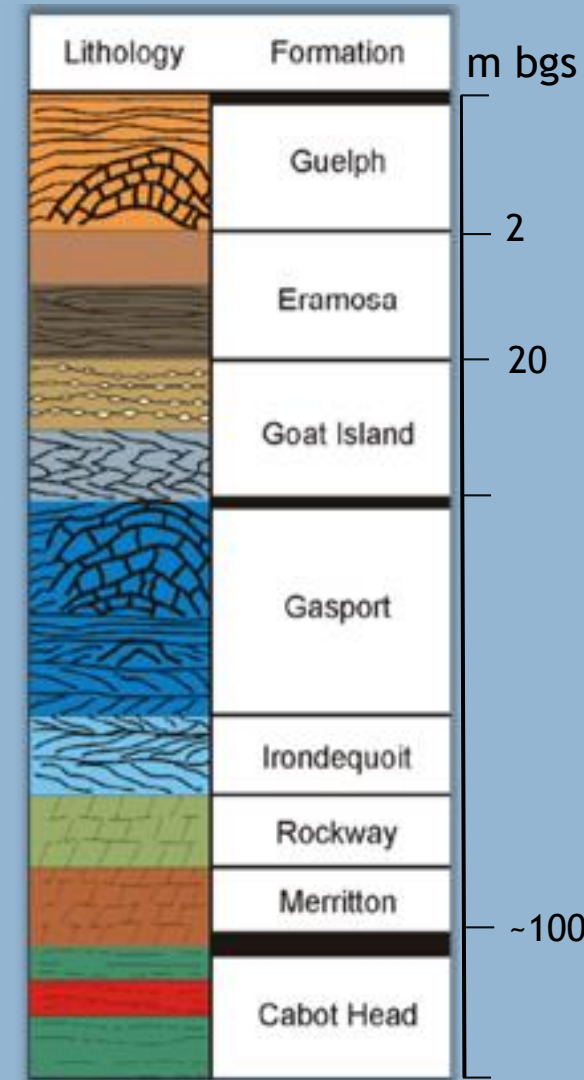 Lithology Formation
m bgs
Guelph
2
Eramosa
20
Goat Island
Gasport
Irondequoit
Rockway
Merritton
~100
Cabot Head